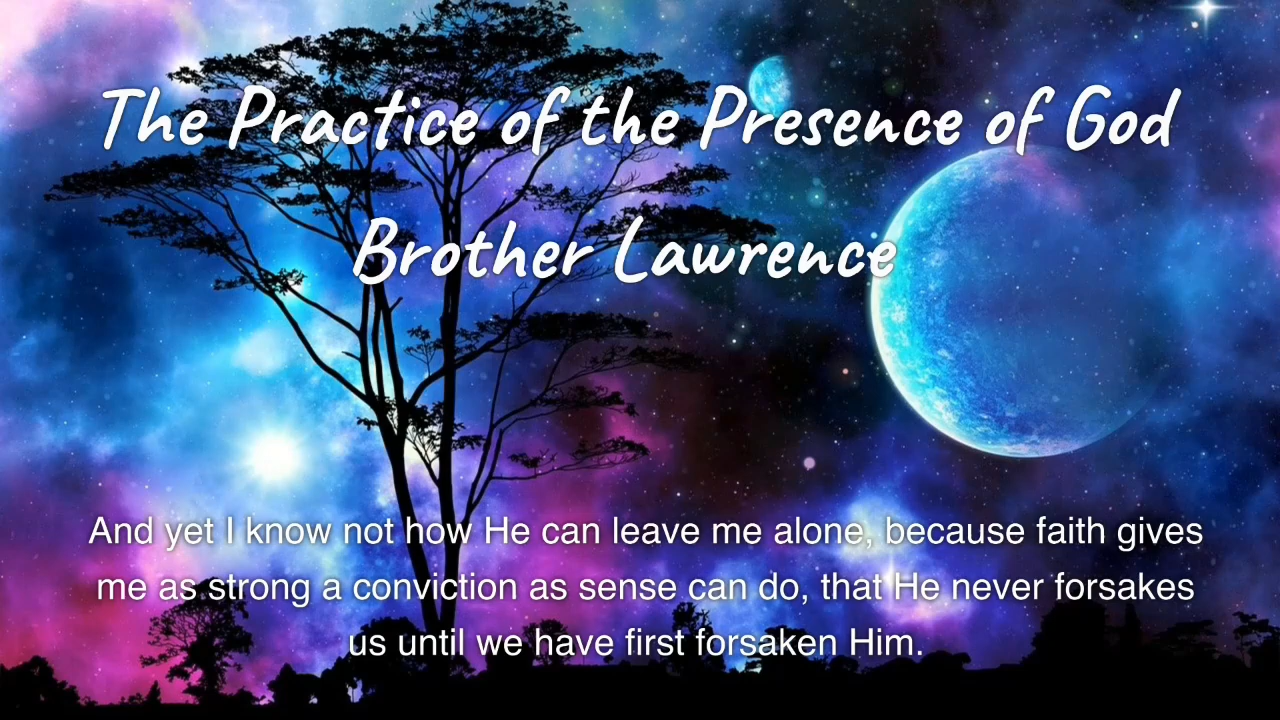 The Practice of the Presence of God
Brother Lawrence
And yet I know not how He can leave me alone, because faith gives
me as strong a conviction as sense can do, that He never forsakes
us until we have first forsaken Him.